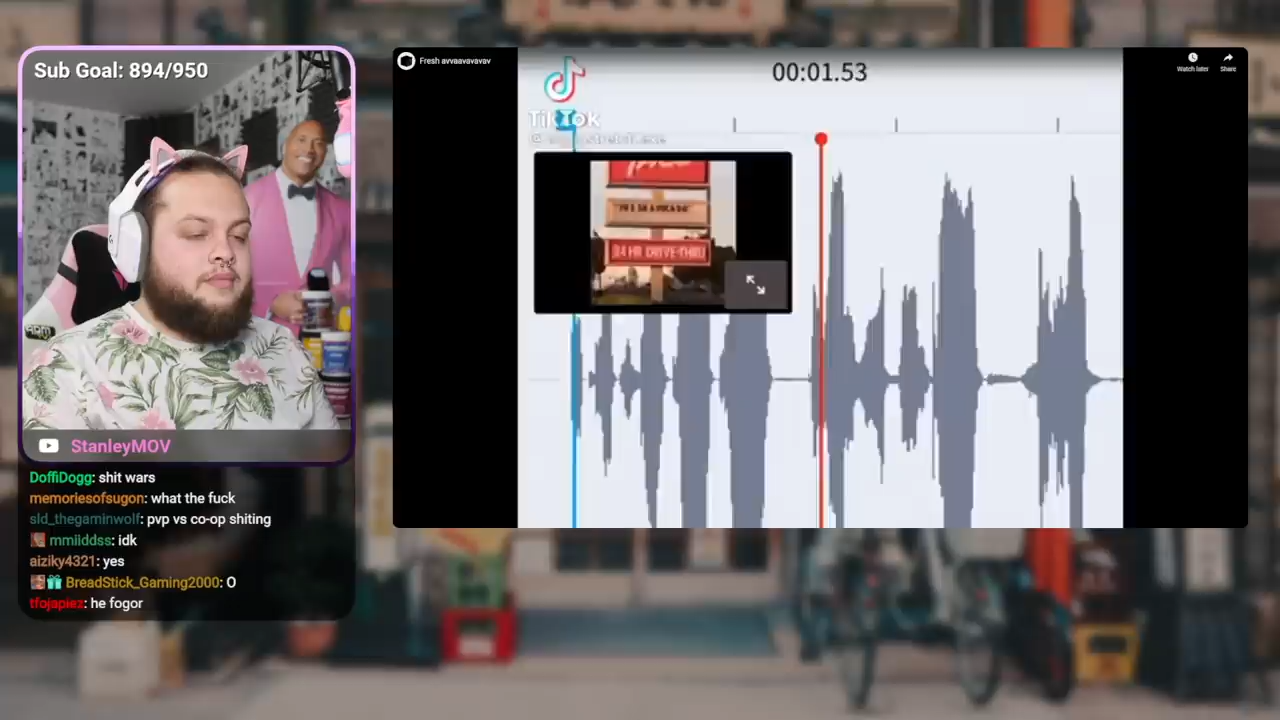 Sub Goal: 894/950
StanleyMOV
DoffiDogg: shit wars
memoriesofsugon: what the fuck
sld_thegaminwolf: pvp vs co-op shiting
mmiiddss: idk
aiziky4321: yes
BreadStick_Gaming2000: O
tfojapiez: he fogor
Fresh avvaavavavav
00:01.53
Watch later
Share
TikTok
24 HR DRIVE-THRU